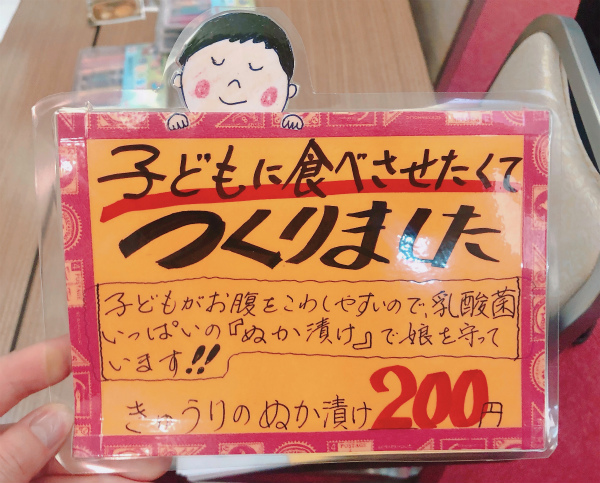 子どもに食べさせたくて
つくりました
子どもがお腹をこわしやすいので、乳酸菌
いっぱいの『ぬか漬け』で娘を守って
います!!
きゅうりのぬか漬け200円